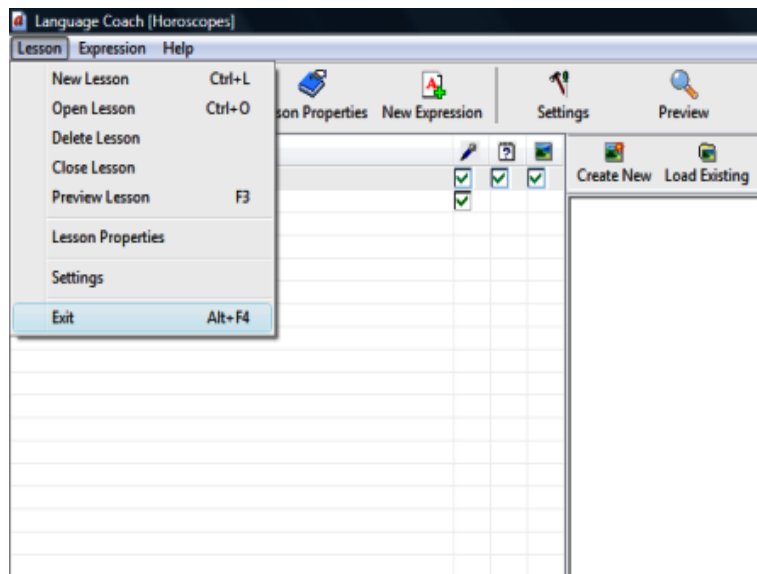 Language Coach [Horoscopes]
Lesson Expression Help
New Lesson Ctrl+L
Open Lesson Ctrl+O
Delete Lesson
Close Lesson
Preview Lesson F3
Lesson Properties
Settings
Exit Alt+F4
son Properties New Expression Settings Preview
Create New Load Existing